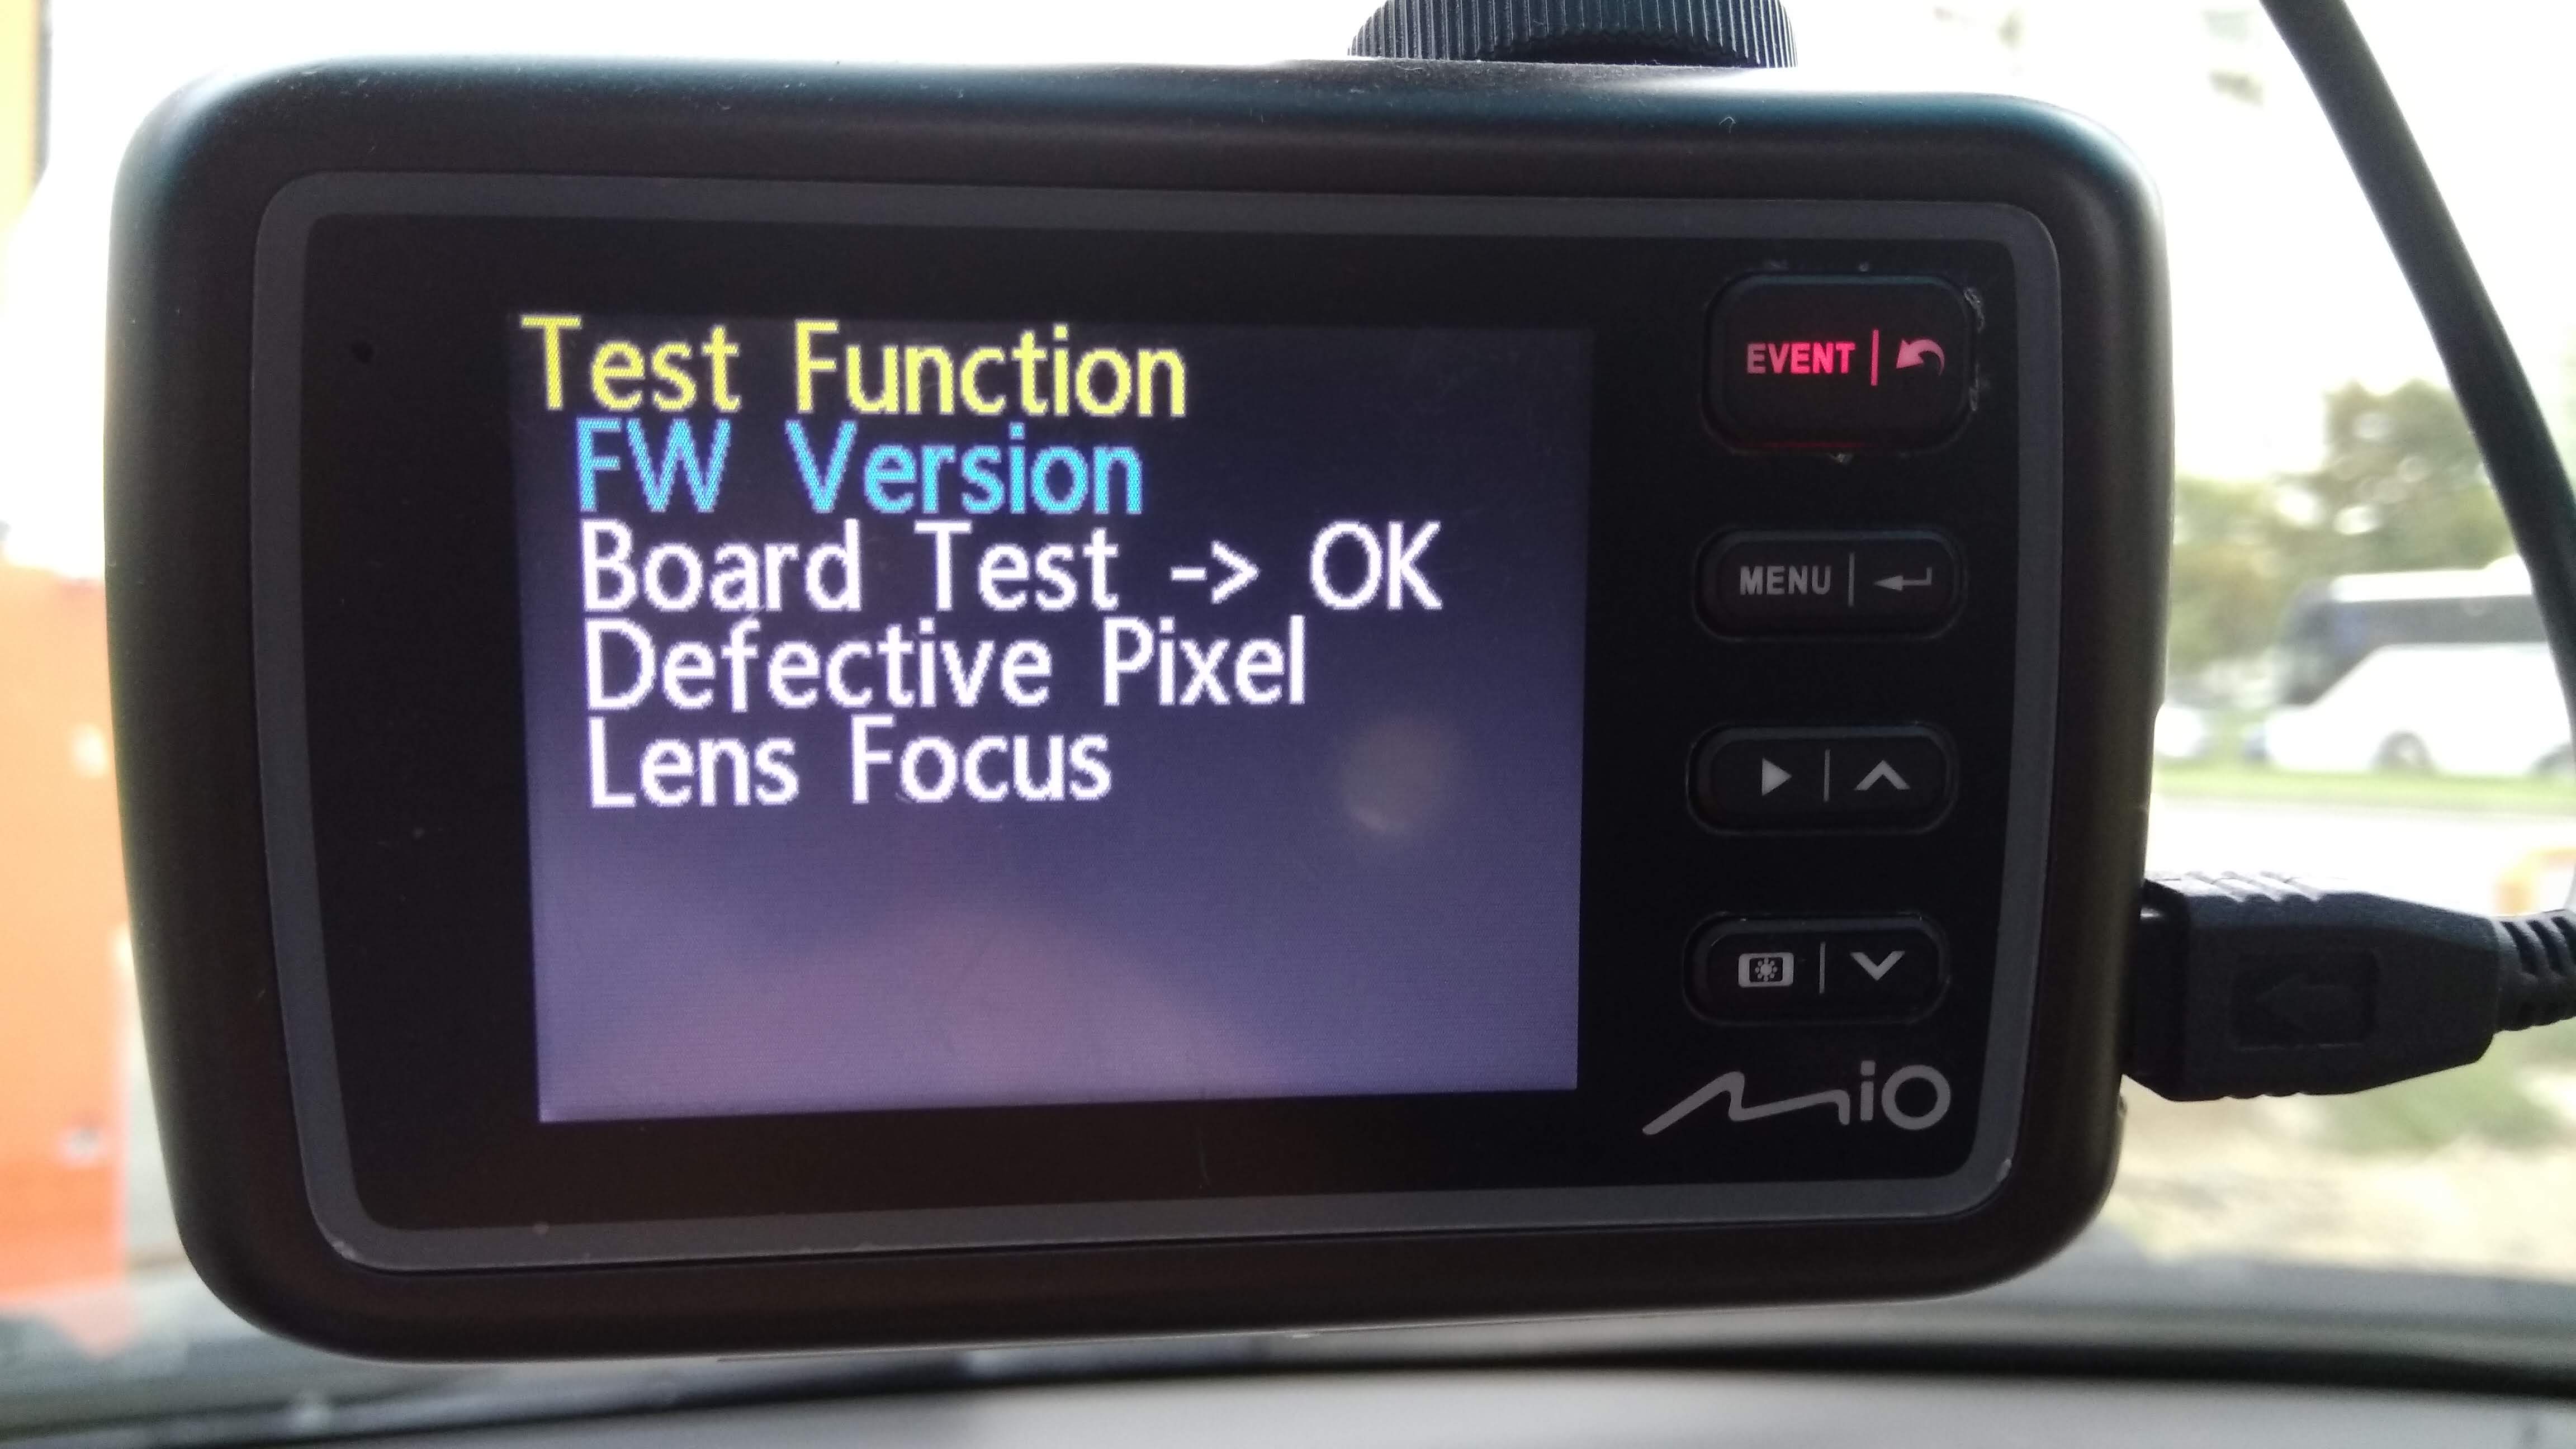 Test Function
FW Version
Board Test -> OK
Defective Pixel
Lens Focus
EVENT
MENU
Mio